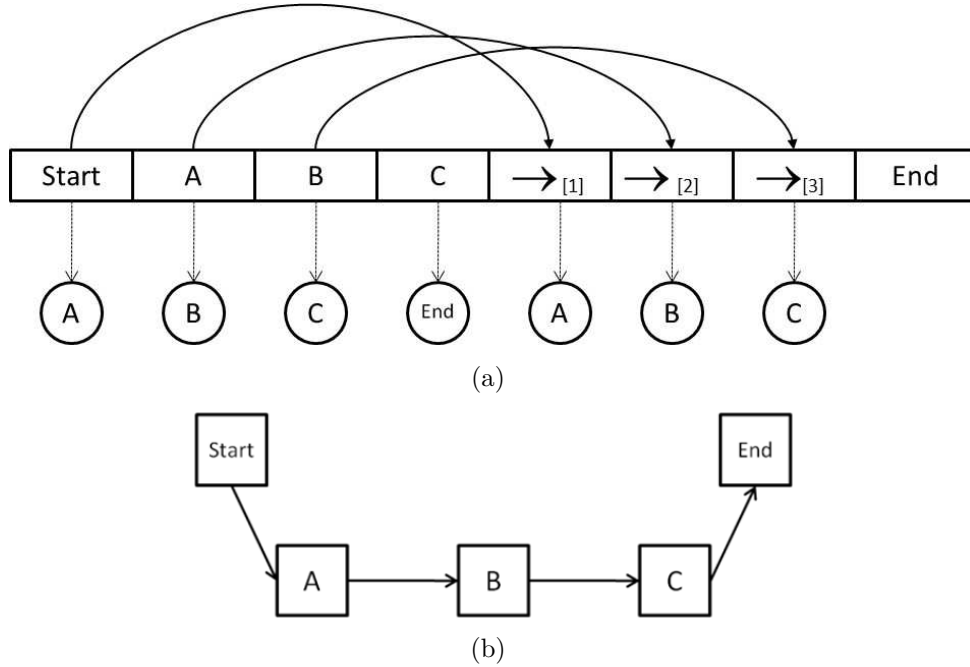 Start A B C →[1] →[2] →[3] End
A B C End A B C
(a)
Start End
A B C
(b)